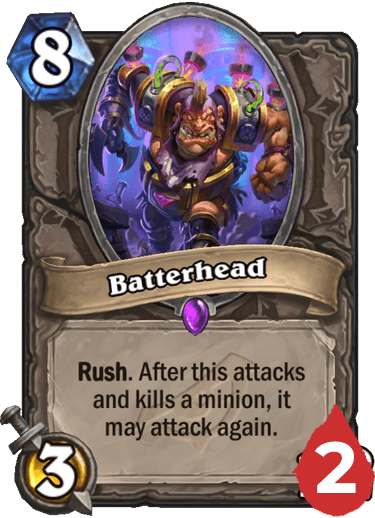 8
Batterhead
Rush. After this attacks
and kills a minion, it
may attack again.
3
2